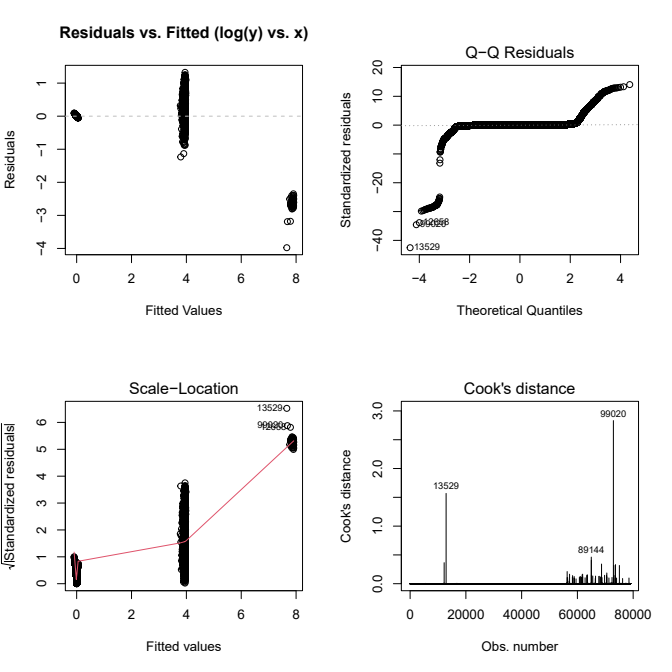 Residuals vs. Fitted (log(y) vs. x)
Residuals
1
0
−1
−2
−3
−4
0 2 4 6 8
Fitted Values
Q−Q Residuals
Standardized residuals
20
10
0
−20
−40
12858
99020
13529
−4 −2 0 2 4
Theoretical Quantiles
Scale−Location
√|Standardized residuals|
6
5
4
3
2
1
0
13529
99020
12858
0 2 4 6 8
Fitted values
Cook's distance
Cook's distance
3.0
2.0
1.0
0.0
99020
13529
89144
0 20000 40000 60000 80000
Obs. number